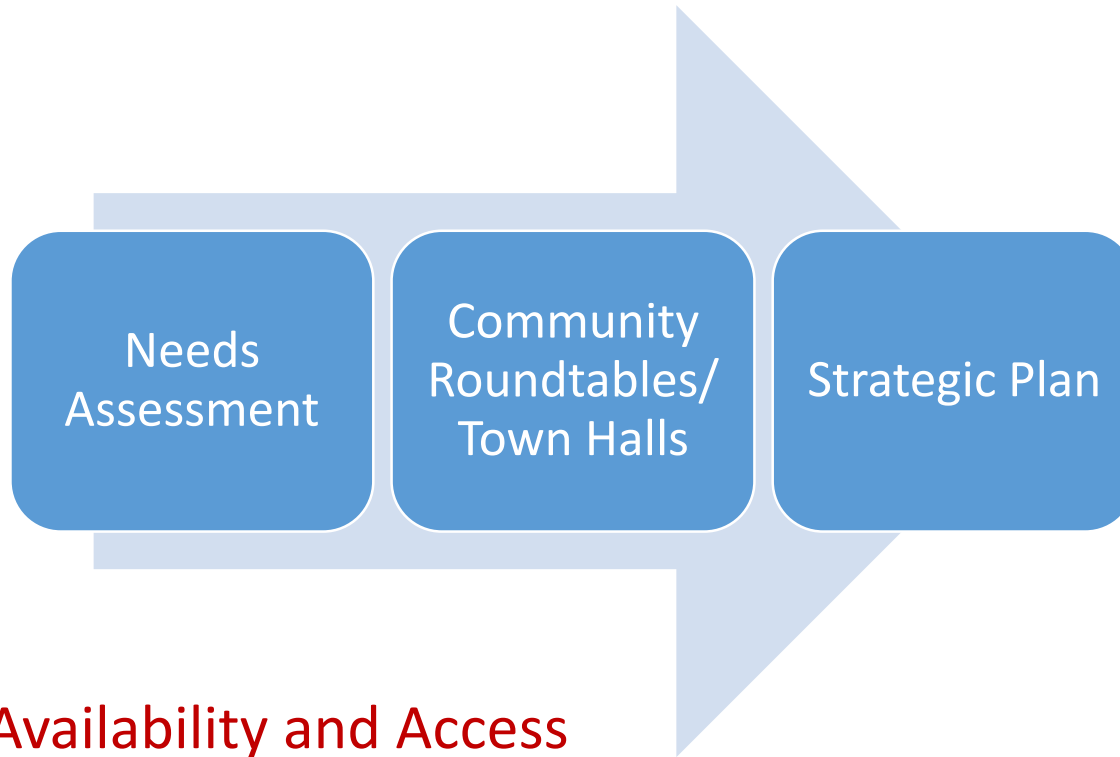 Needs
Assessment
Community
Roundtables/
Town Halls
Strategic Plan
Availability and Access